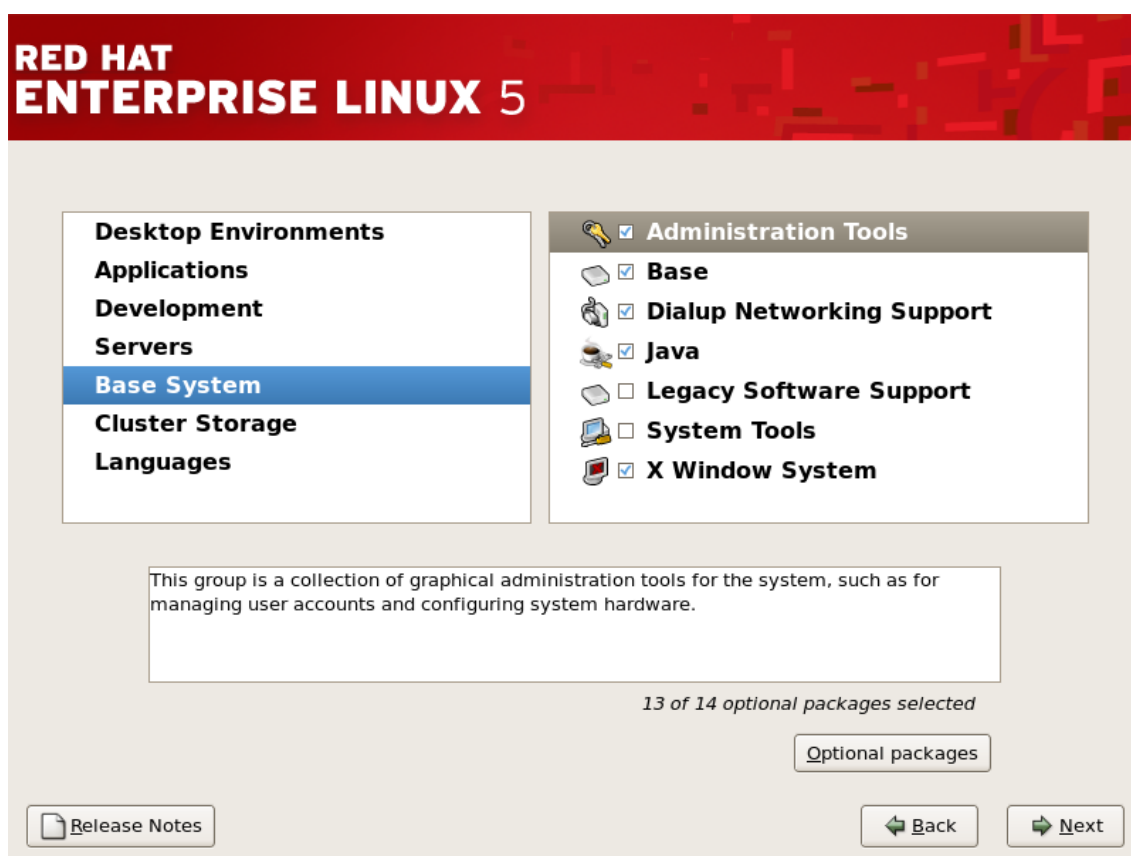 RED HAT
ENTERPRISE LINUX 5
Desktop Environments
Applications
Development
Servers
Base System
Cluster Storage
Languages
Administration Tools
Base
Dialup Networking Support
Java
Legacy Software Support
System Tools
X Window System
This group is a collection of graphical administration tools for the system, such as for
managing user accounts and configuring system hardware.
13 of 14 optional packages selected
Optional packages
Release Notes
Back
Next